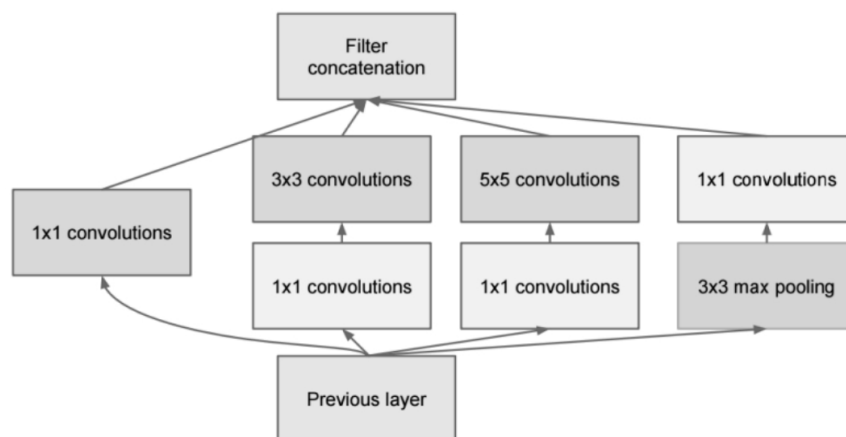 Filter
concatenation
3x3 convolutions
5x5 convolutions
1x1 convolutions
1x1 convolutions
1x1 convolutions
1x1 convolutions
3x3 max pooling
Previous layer